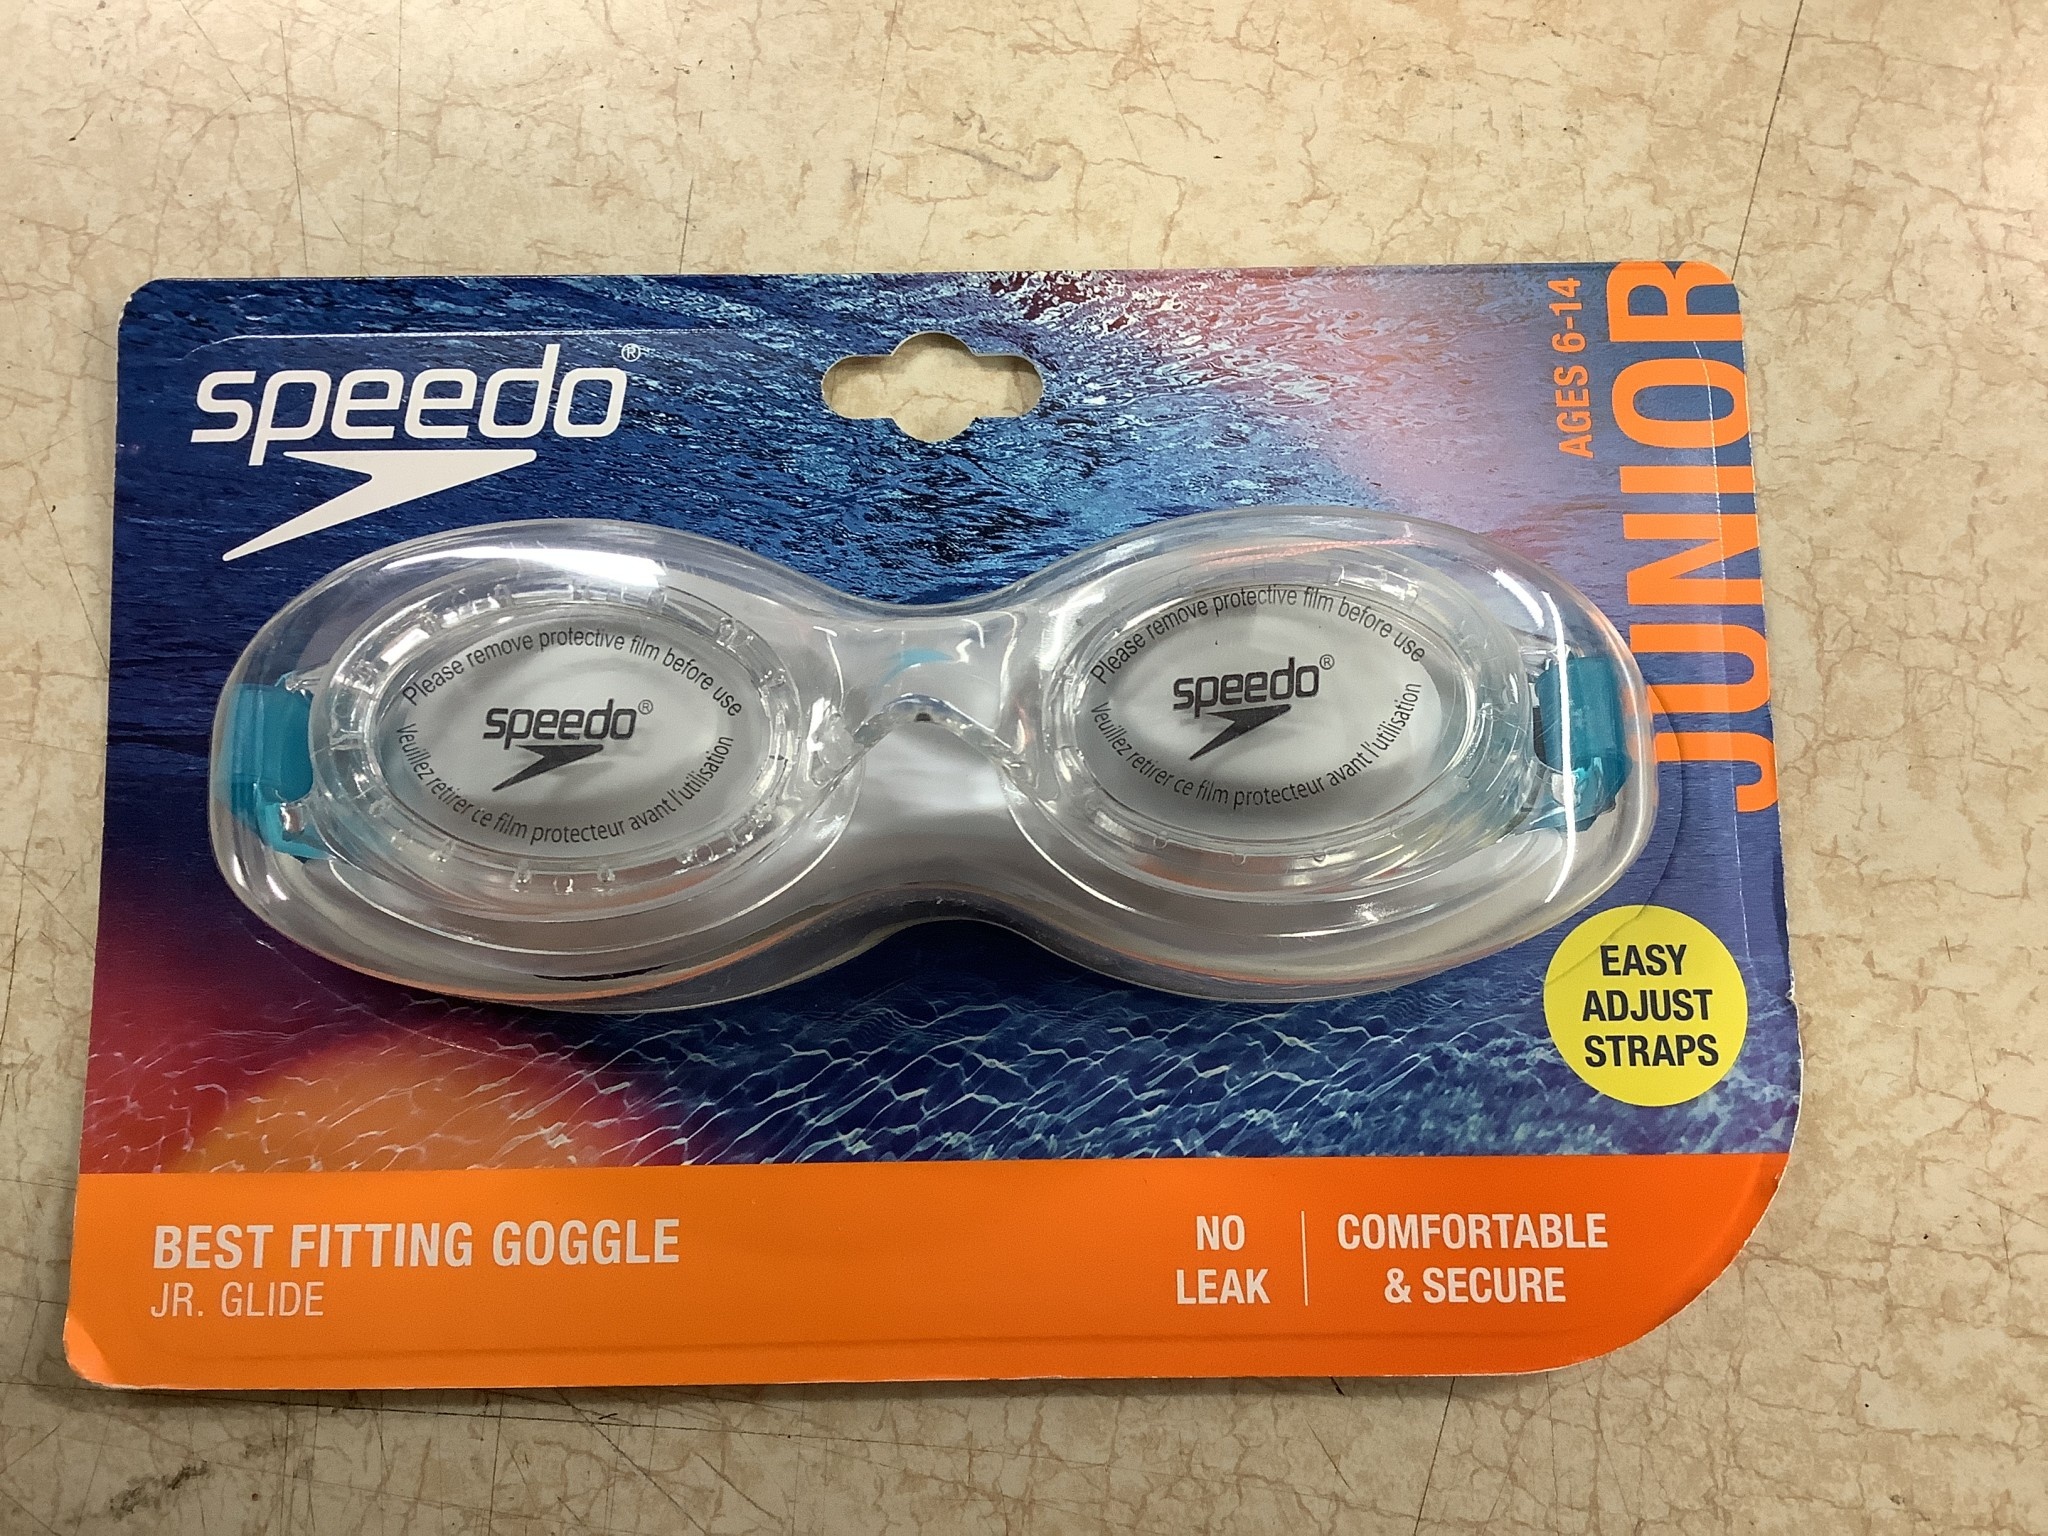 speedo®
AGES 6-14
JUNIOR
Please remove protective film before use
speedo®
Veuillez retirer ce film protecteur avant l'utilisation
Please remove protective film before use
speedo®
Veuillez retirer ce film protecteur avant l'utilisation
EASY
ADJUST
STRAPS
BEST FITTING GOGGLE
JR. GLIDE
NO
LEAK
COMFORTABLE
& SECURE